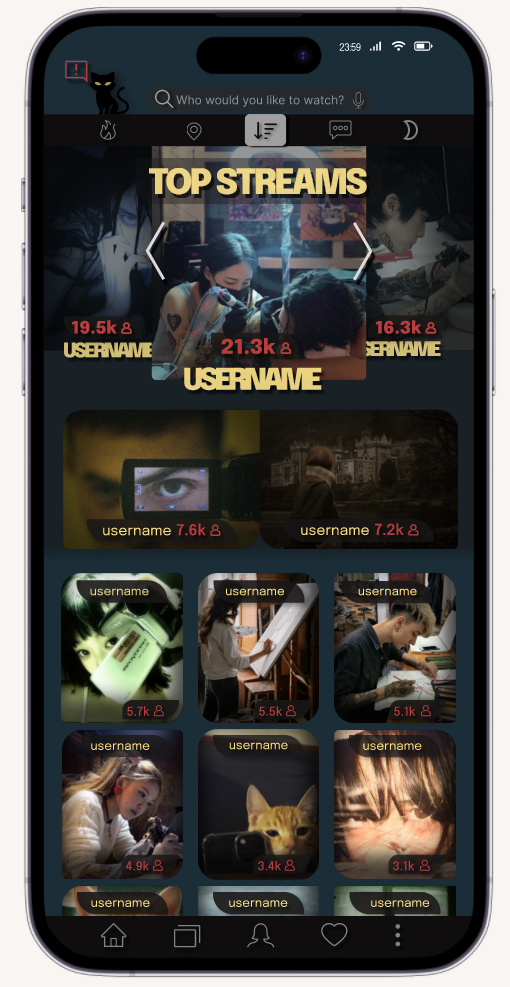 23:59
!
Who would you like to watch?
TOP STREAMS
19.5k
USERNAME
21.3k
USERNAME
16.3k
SERNAME
username 7.6k
username 7.2k
username
username
username
5.7k
5.5k
5.1k
username
username
username
4.9k
3.4k
3.1k
username
username
username